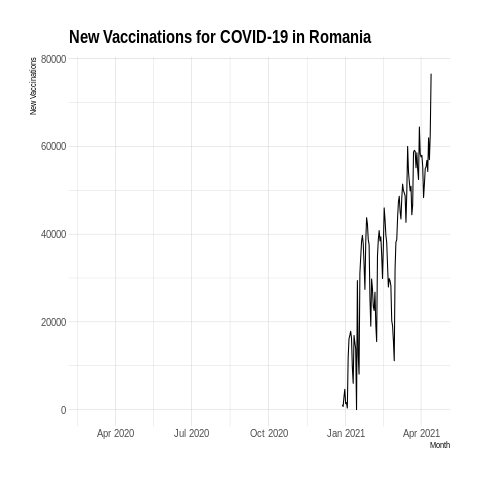 New Vaccinations for COVID-19 in Romania
New Vaccinations
80000
60000
40000
20000
0
Apr 2020 Jul 2020 Oct 2020 Jan 2021 Apr 2021
Month